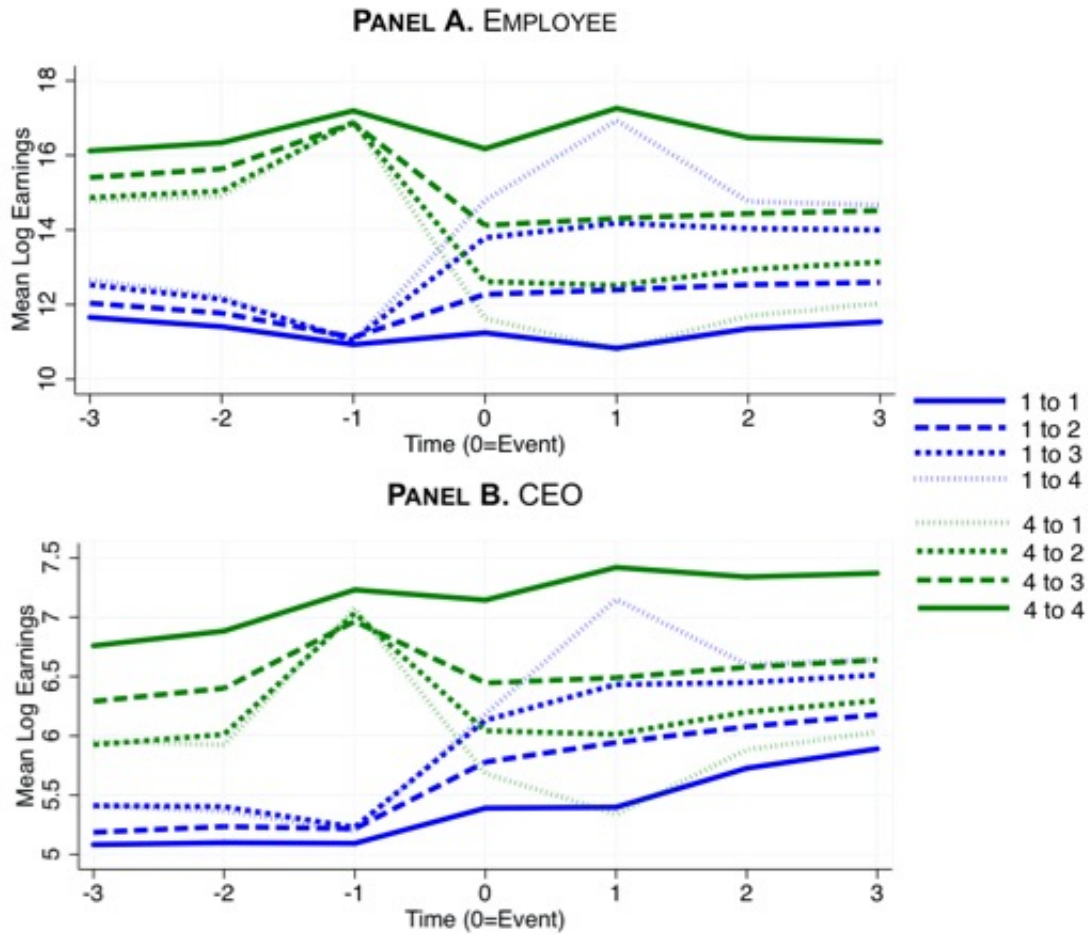 PANEL A. EMPLOYEE
Mean Log Earnings
18
16
14
12
10
-3 -2 -1 0 1 2 3
Time (0=Event)
1 to 1
1 to 2
1 to 3
1 to 4
4 to 1
4 to 2
4 to 3
4 to 4
PANEL B. CEO
Mean Log Earnings
7.5
7
6.5
6
5.5
5
-3 -2 -1 0 1 2 3
Time (0=Event)